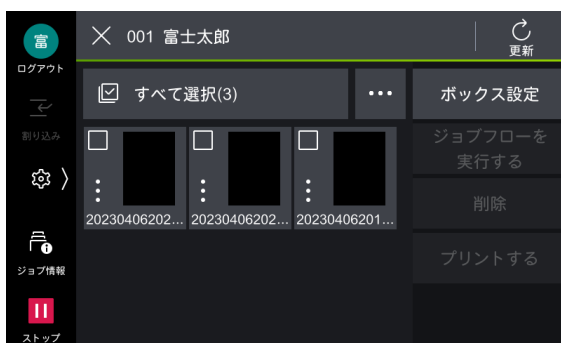 富
001 富士太郎
更新
ログアウト
すべて選択(3)
ボックス設定
割り込み
ジョブフローを
実行する
削除
20230406202...
20230406202...
20230406201...
プリントする
ジョブ情報
ストップ